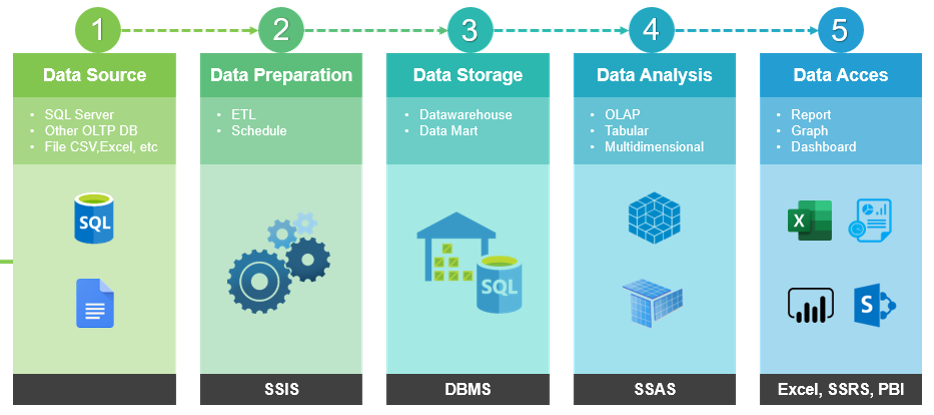 1
2
3
4
5
Data Source
Data Preparation
Data Storage
Data Analysis
Data Acces
• SQL Server
• Other OLTP DB
• File CSV,Excel, etc
• ETL
• Schedule
• Datawarehouse
• Data Mart
• OLAP
• Tabular
• Multidimensional
• Report
• Graph
• Dashboard
SQL
SQL
X
S
SSIS
DBMS
SSAS
Excel, SSRS, PBI